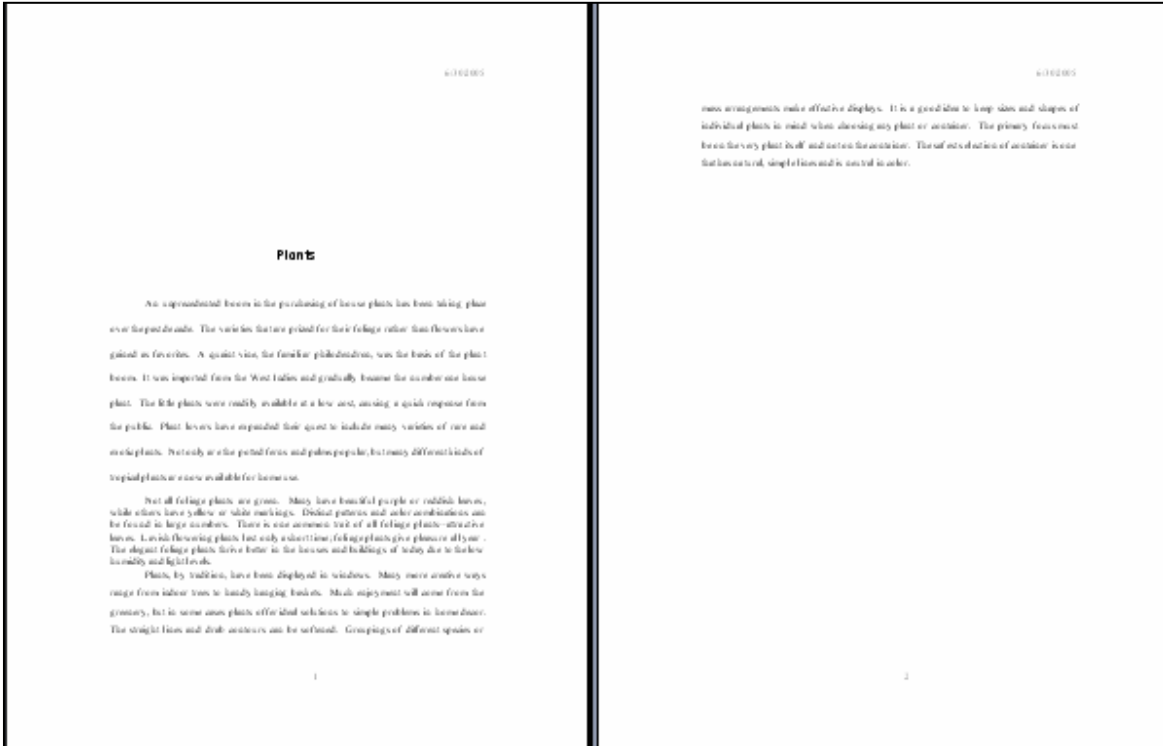 6/30/2005
Plants
An unprecedented boom in the purchasing of house plants has been taking place
over the past decade. The varieties that are prized for their foliage rather than flowers have
gained as favorites. A quaint vine, the familiar philodendron, was the basis of the plant
boom. It was imported from the West Indies and gradually became the number one house
plant. The little plants were readily available at a low cost, causing a quick response from
the public. Plant lovers have expanded their quest to include many varieties of rare and
exotic plants. Not only are the potted ferns and palms popular, but many different kinds of
tropical plants are now available for home use.
Not all foliage plants are green. Many have beautiful purple or reddish leaves,
while others have yellow or white markings. Distinct patterns and color combinations can
be found in large numbers. There is one common trait of all foliage plants--attractive
leaves. Lavish flowering plants last only a short time; foliage plants give pleasure all year.
The elegant foliage plants thrive better in the houses and buildings of today due to the low
humidity and light levels.
Plants, by tradition, have been displayed in windows. Many more creative ways
range from indoor trees to handy hanging baskets. Much enjoyment will come from the
greenery, but in some cases plants offer ideal solutions to simple problems in home decor.
The straight lines and drab contours can be softened. Groupings of different species or
1
6/30/2005
mass arrangements make effective displays. It is a good idea to keep sizes and shapes of
individual plants in mind when choosing any plant or container. The primary focus must
be on the very plant itself and not on the container. The safest selection of container is one
that has natural, simple lines and is neutral in color.
2